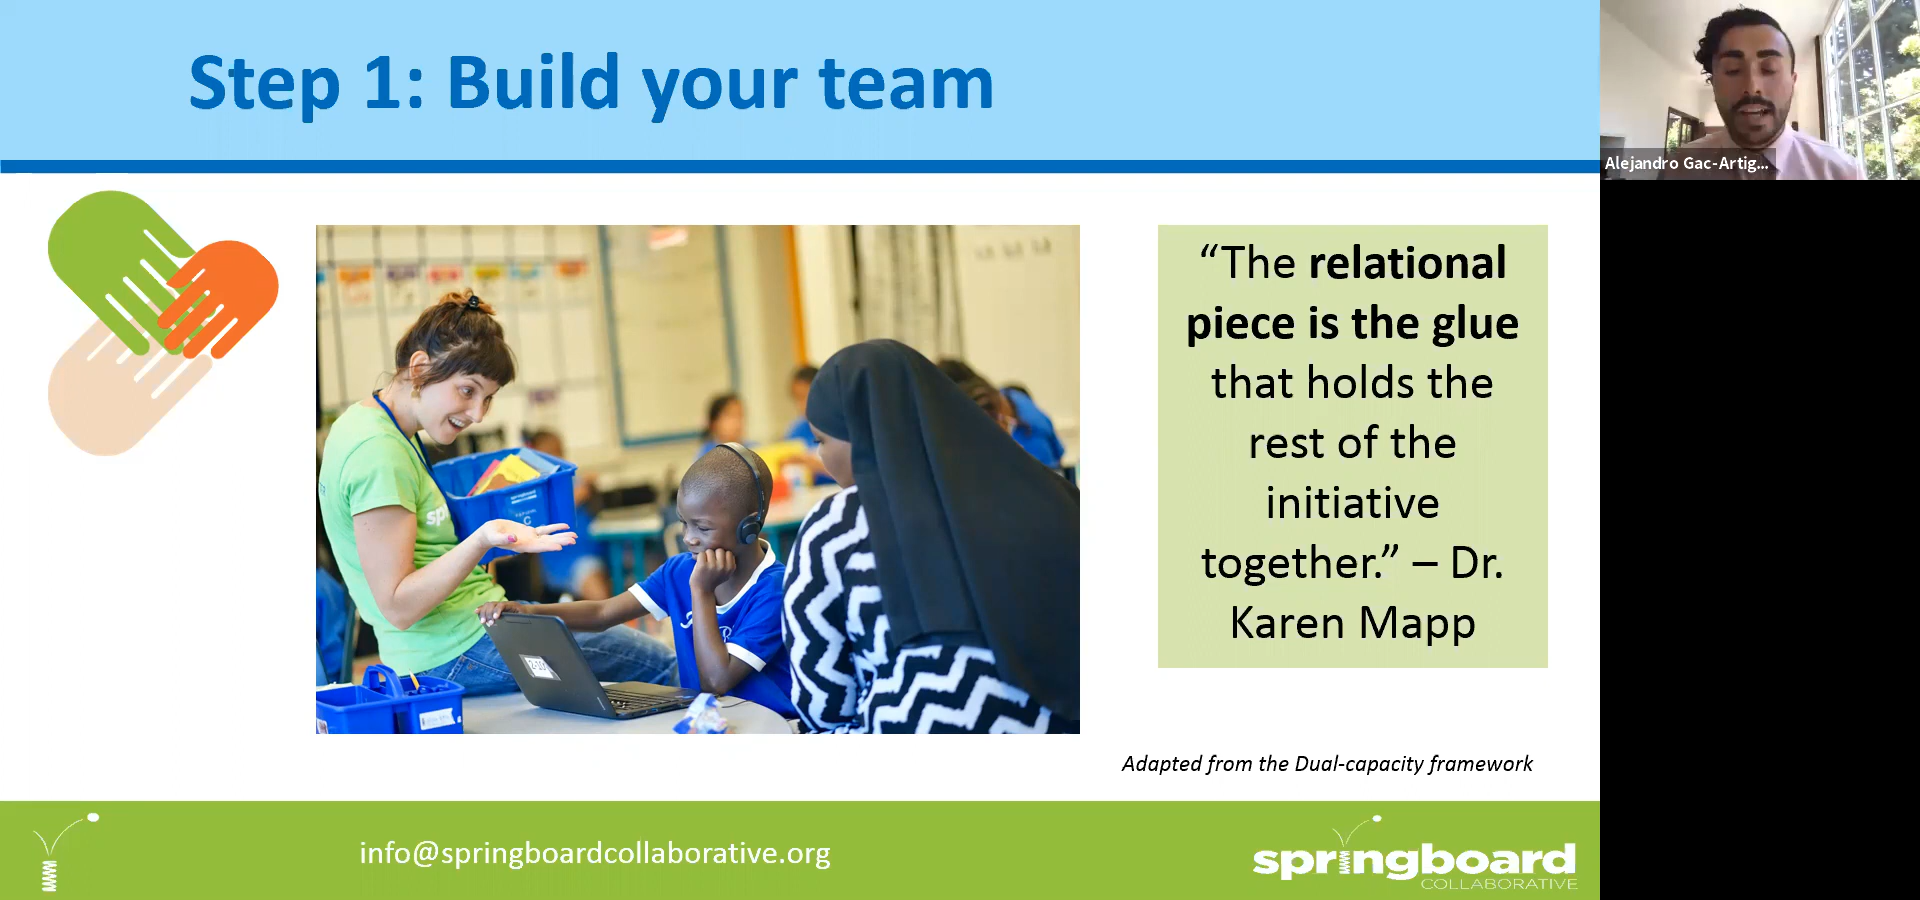 Step 1: Build your team
Alejandro Gac-Artig...
“The relational
piece is the glue
that holds the
rest of the
initiative
together.” – Dr.
Karen Mapp
Adapted from the Dual-capacity framework
info@springboardcollaborative.org
springboard
COLLABORATIVE